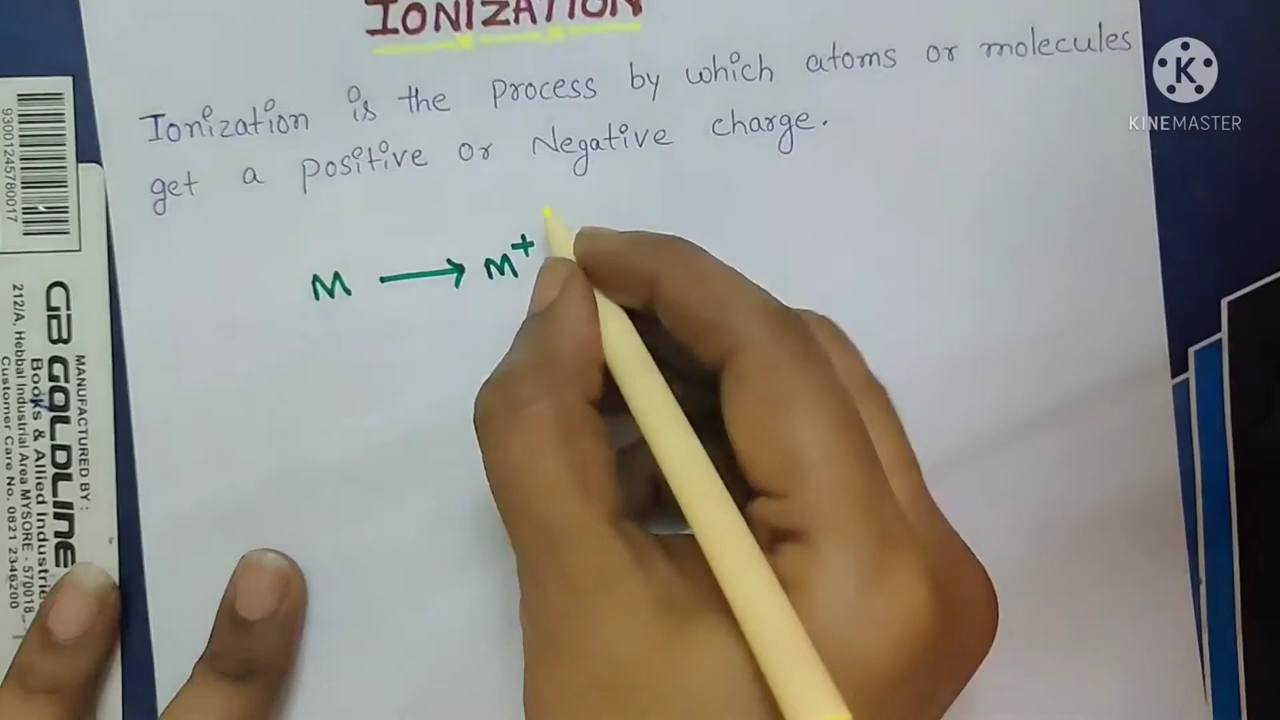 IONIZATION
Ionization is the process by which atoms or molecules
get a positive or Negative charge.
M → M+
KINEMASTER
93001245780017
MANUFACTURED BY :
GB GOLDLINE
Books & Allied Industries
212/A, Hebbal Industrial Area MYSORE - 570018
Customer Care No. 0821 2346200